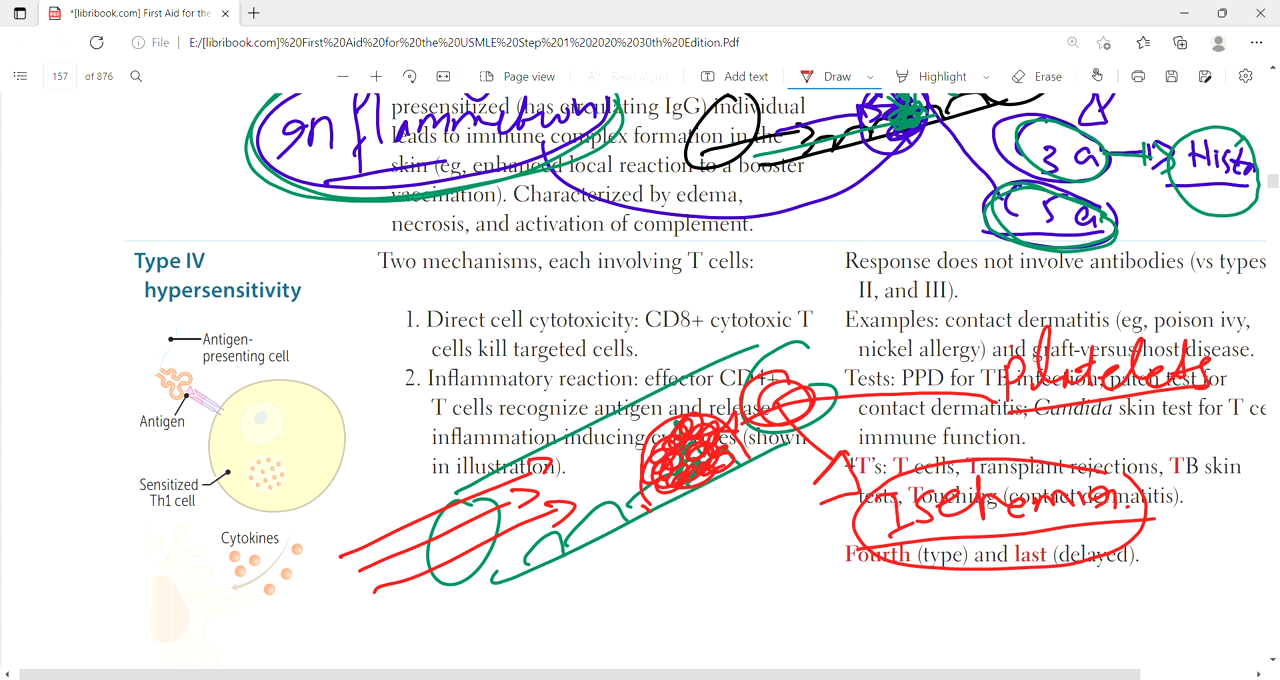 *[libribook.com] First Aid for the
File
E:/[libribook.com]%20First%20Aid%20for%20the%20USMLE%20Step%201%202020%2030th%20Edition.Pdf
157 of 876
Page view
Read aloud
Add text
Draw
Highlight
Erase
presensitized (has circulating IgG) individual
leads to immune complex formation in the
skin (eg, enhanced local reaction to a booster
vaccination). Characterized by edema,
necrosis, and activation of complement.
3a
5a
Type IV
hypersensitivity
Antigen-
presenting cell
Antigen
Sensitized
Th1 cell
Cytokines
Two mechanisms, each involving T cells:
1. Direct cell cytotoxicity: CD8+ cytotoxic T
cells kill targeted cells.
2. Inflammatory reaction: effector CD4+
T cells recognize antigen and release
inflammation inducing cytokines (shown
in illustration).
Response does not involve antibodies (vs types
II, and III).
Examples: contact dermatitis (eg, poison ivy,
nickel allergy) and graft-versus-host disease.
Tests: PPD for TB infection; patch test for
contact dermatitis; Candida skin test for T ce
immune function.
4T's: T cells, Transplant rejections, TB skin
tests, Touching (contact dermatitis).
Fourth (type) and last (delayed).
platelets